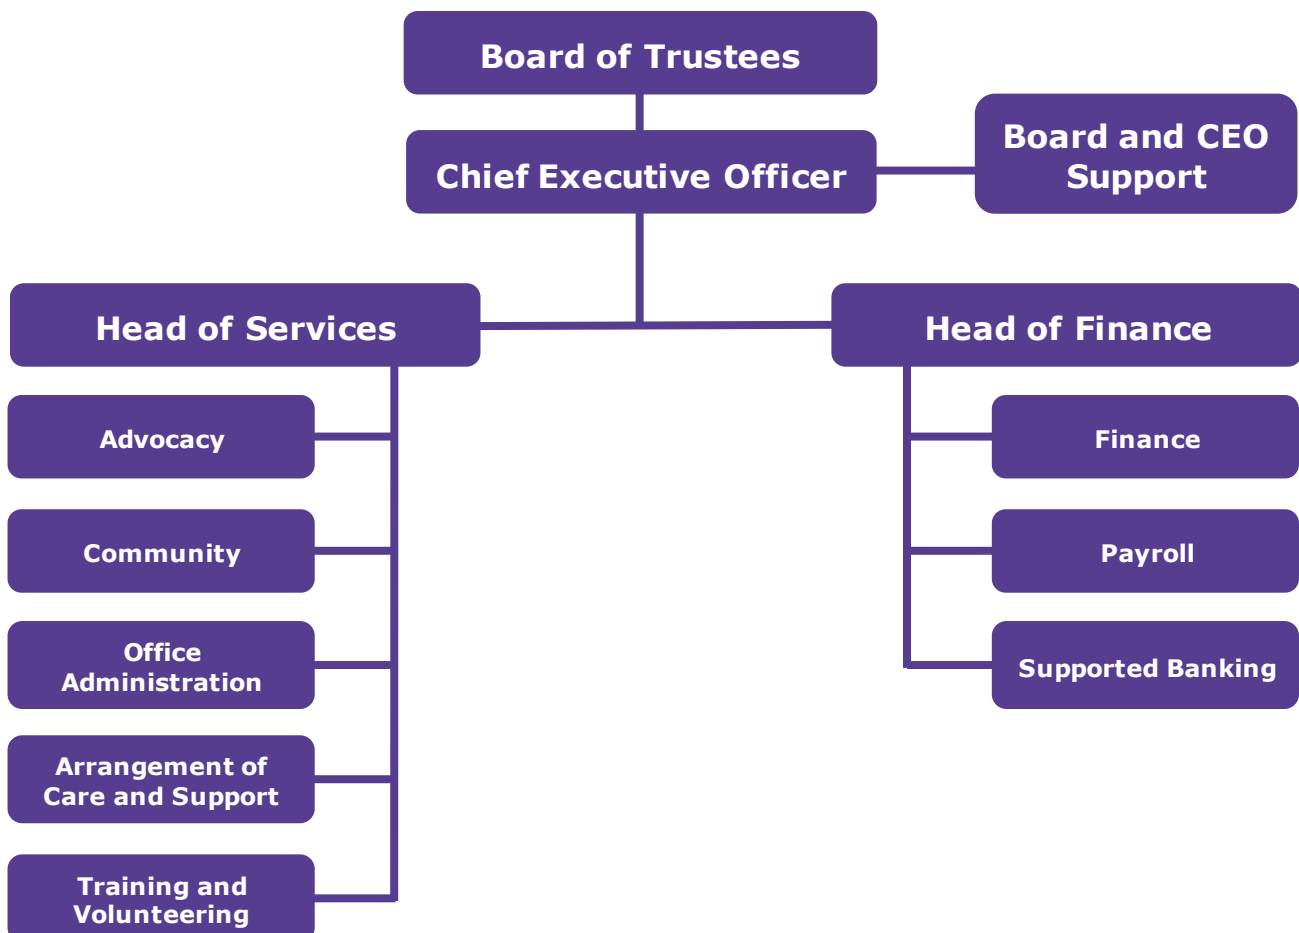 Board of Trustees
Chief Executive Officer
Board and CEO
Support
Head of Services
Head of Finance
Advocacy
Community
Office
Administration
Arrangement of
Care and Support
Training and
Volunteering
Finance
Payroll
Supported Banking